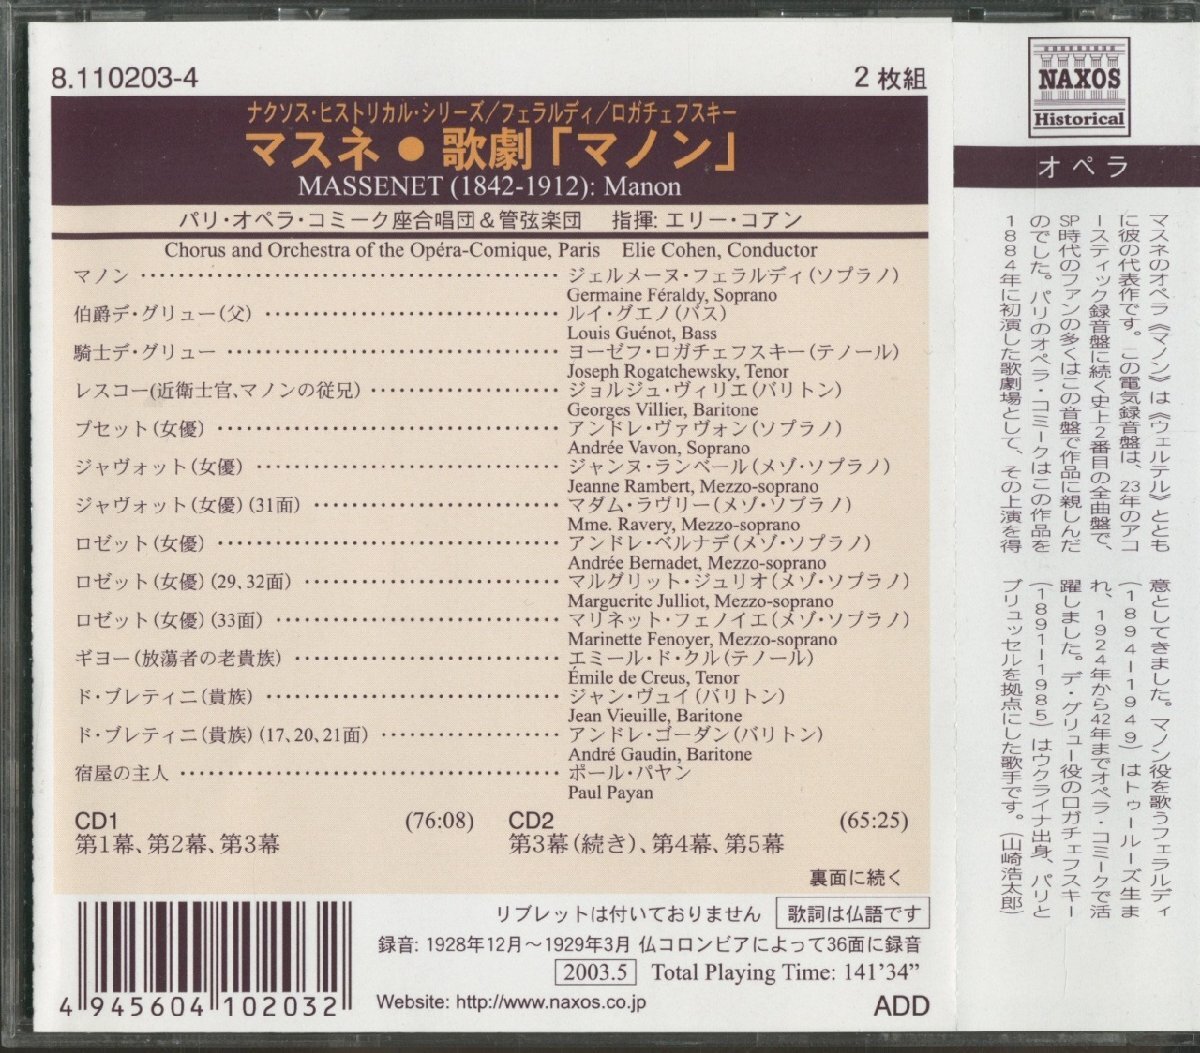 8.110203-4
2枚組
ナクソス・ヒストリカル・シリーズ／フェラルディ／ロガチェフスキー
マスネ●歌劇「マノン」
MASSENET (1842-1912): Manon
パリ・オペラ・コミーク座合唱団＆管弦楽団　指揮: エリー・コアン
Chorus and Orchestra of the Opéra-Comique, Paris　Elie Cohen, Conductor
マノン ………………………… ジェルメーヌ・フェラルディ(ソプラノ)
Germaine Féraldy, Soprano
伯爵デ・グリュー(父) ………………………… ルイ・グエノ(バス)
Louis Guénot, Bass
騎士デ・グリュー ………………………… ヨーゼフ・ロガチェフスキー(テノール)
Joseph Rogatchewsky, Tenor
レスコー(近衛士官、マノンの従兄) ………………… ジョルジュ・ヴィリエ(バリトン)
Georges Villier, Baritone
プセット(女優) ………………………… アンドレ・ヴァヴォン(ソプラノ)
Andrée Vavon, Soprano
ジャヴォット(女優) ………………………… ジャンヌ・ランベール(メゾ・ソプラノ)
Jeanne Rambert, Mezzo-soprano
ジャヴォット(女優) (31面) ………………………… マダム・ラヴリー(メゾ・ソプラノ)
Mme. Ravery, Mezzo-soprano
ロゼット(女優) ………………………… アンドレ・ベルナデ(メゾ・ソプラノ)
Andrée Bernadet, Mezzo-soprano
ロゼット(女優) (29、32面) ………………………… マルグリット・ジュリオ(メゾ・ソプラノ)
Marguerite Julliot, Mezzo-soprano
ロゼット(女優) (33面) ………………………… マリネット・フェノイエ(メゾ・ソプラノ)
Marinette Fenoyer, Mezzo-soprano
ギヨー(放蕩者の老貴族) ………………………… エミール・ド・クル(テノール)
Émile de Creus, Tenor
ド・ブレティニ(貴族) ………………………… ジャン・ヴュイ(バリトン)
Jean Vieuille, Baritone
ド・ブレティニ(貴族) (17、20、21面) ………………… アンドレ・ゴーダン(バリトン)
André Gaudin, Baritone
宿屋の主人 ………………………… ポール・パヤン
Paul Payan
CD1　(76:08)　CD2　(65:25)
第1幕、第2幕、第3幕　第3幕(続き)、第4幕、第5幕
裏面に続く
リブレットは付いておりません　歌詞は仏語です
録音: 1928年12月～1929年3月 仏コロンビアによって36面に録音
2003.5　Total Playing Time: 141'34"
Website: http://www.naxos.co.jp
ADD
4 945604 102032
NAXOS
Historical
オペラ
マスネのオペラ《マノン》は《ウェルテル》ととも
に彼の代表作です。この電気録音盤は、23年のアコ
ースティック録音盤に続く史上2番目の全曲盤で、
SP時代のファンの多くはこの音盤で作品に親しんだ
のでした。パリのオペラ・コミークはこの作品を
1884年に初演した歌劇場として、その上演を得
意としてきました。マノン役を歌うフェラルディ
(1894－1949)はトゥールーズ生ま
れ、1924年から42年までオペラ・コミークで活
躍しました。デ・グリュー役のロガチェフスキー
(1891－1985)はウクライナ出身、パリと
ブリュッセルを拠点にした歌手です。(山崎浩太郎)